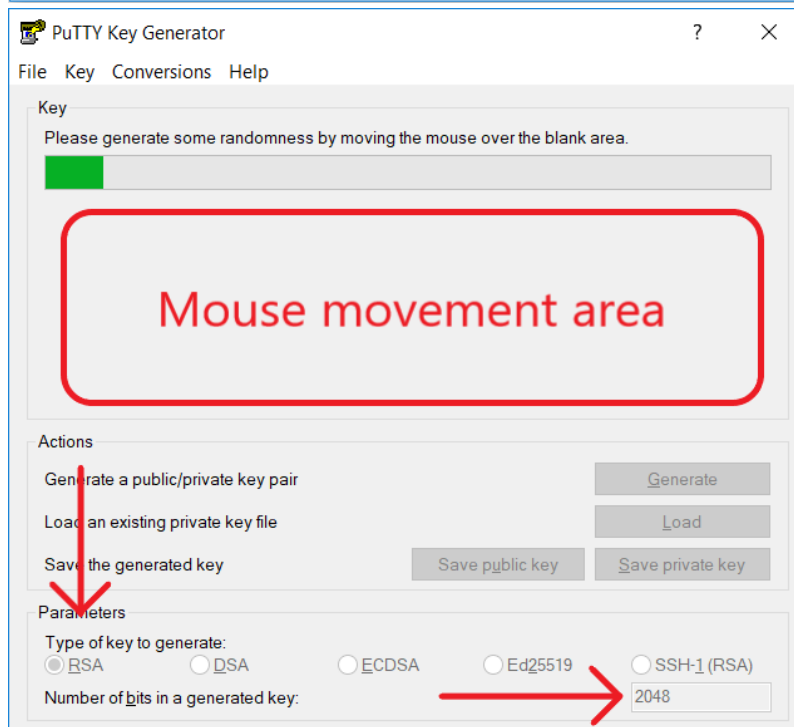 PuTTY Key Generator ?
File Key Conversions Help
Key
Please generate some randomness by moving the mouse over the blank area.
Mouse movement area
Actions
Generate a public/private key pair Generate
Load an existing private key file Load
Save the generated key Save public key Save private key
Parameters
Type of key to generate:
RSA DSA ECDSA Ed25519 SSH-1 (RSA)
Number of bits in a generated key: 2048